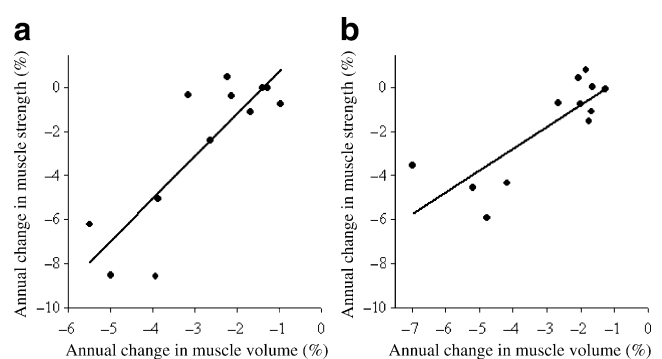 a
b
Annual change in muscle strength (%)
0
−2
−4
−6
−8
−10
−6 −5 −4 −3 −2 −1 0
Annual change in muscle volume (%)
Annual change in muscle strength (%)
0
−2
−4
−6
−8
−10
−7 −6 −5 −4 −3 −2 −1 0
Annual change in muscle volume (%)